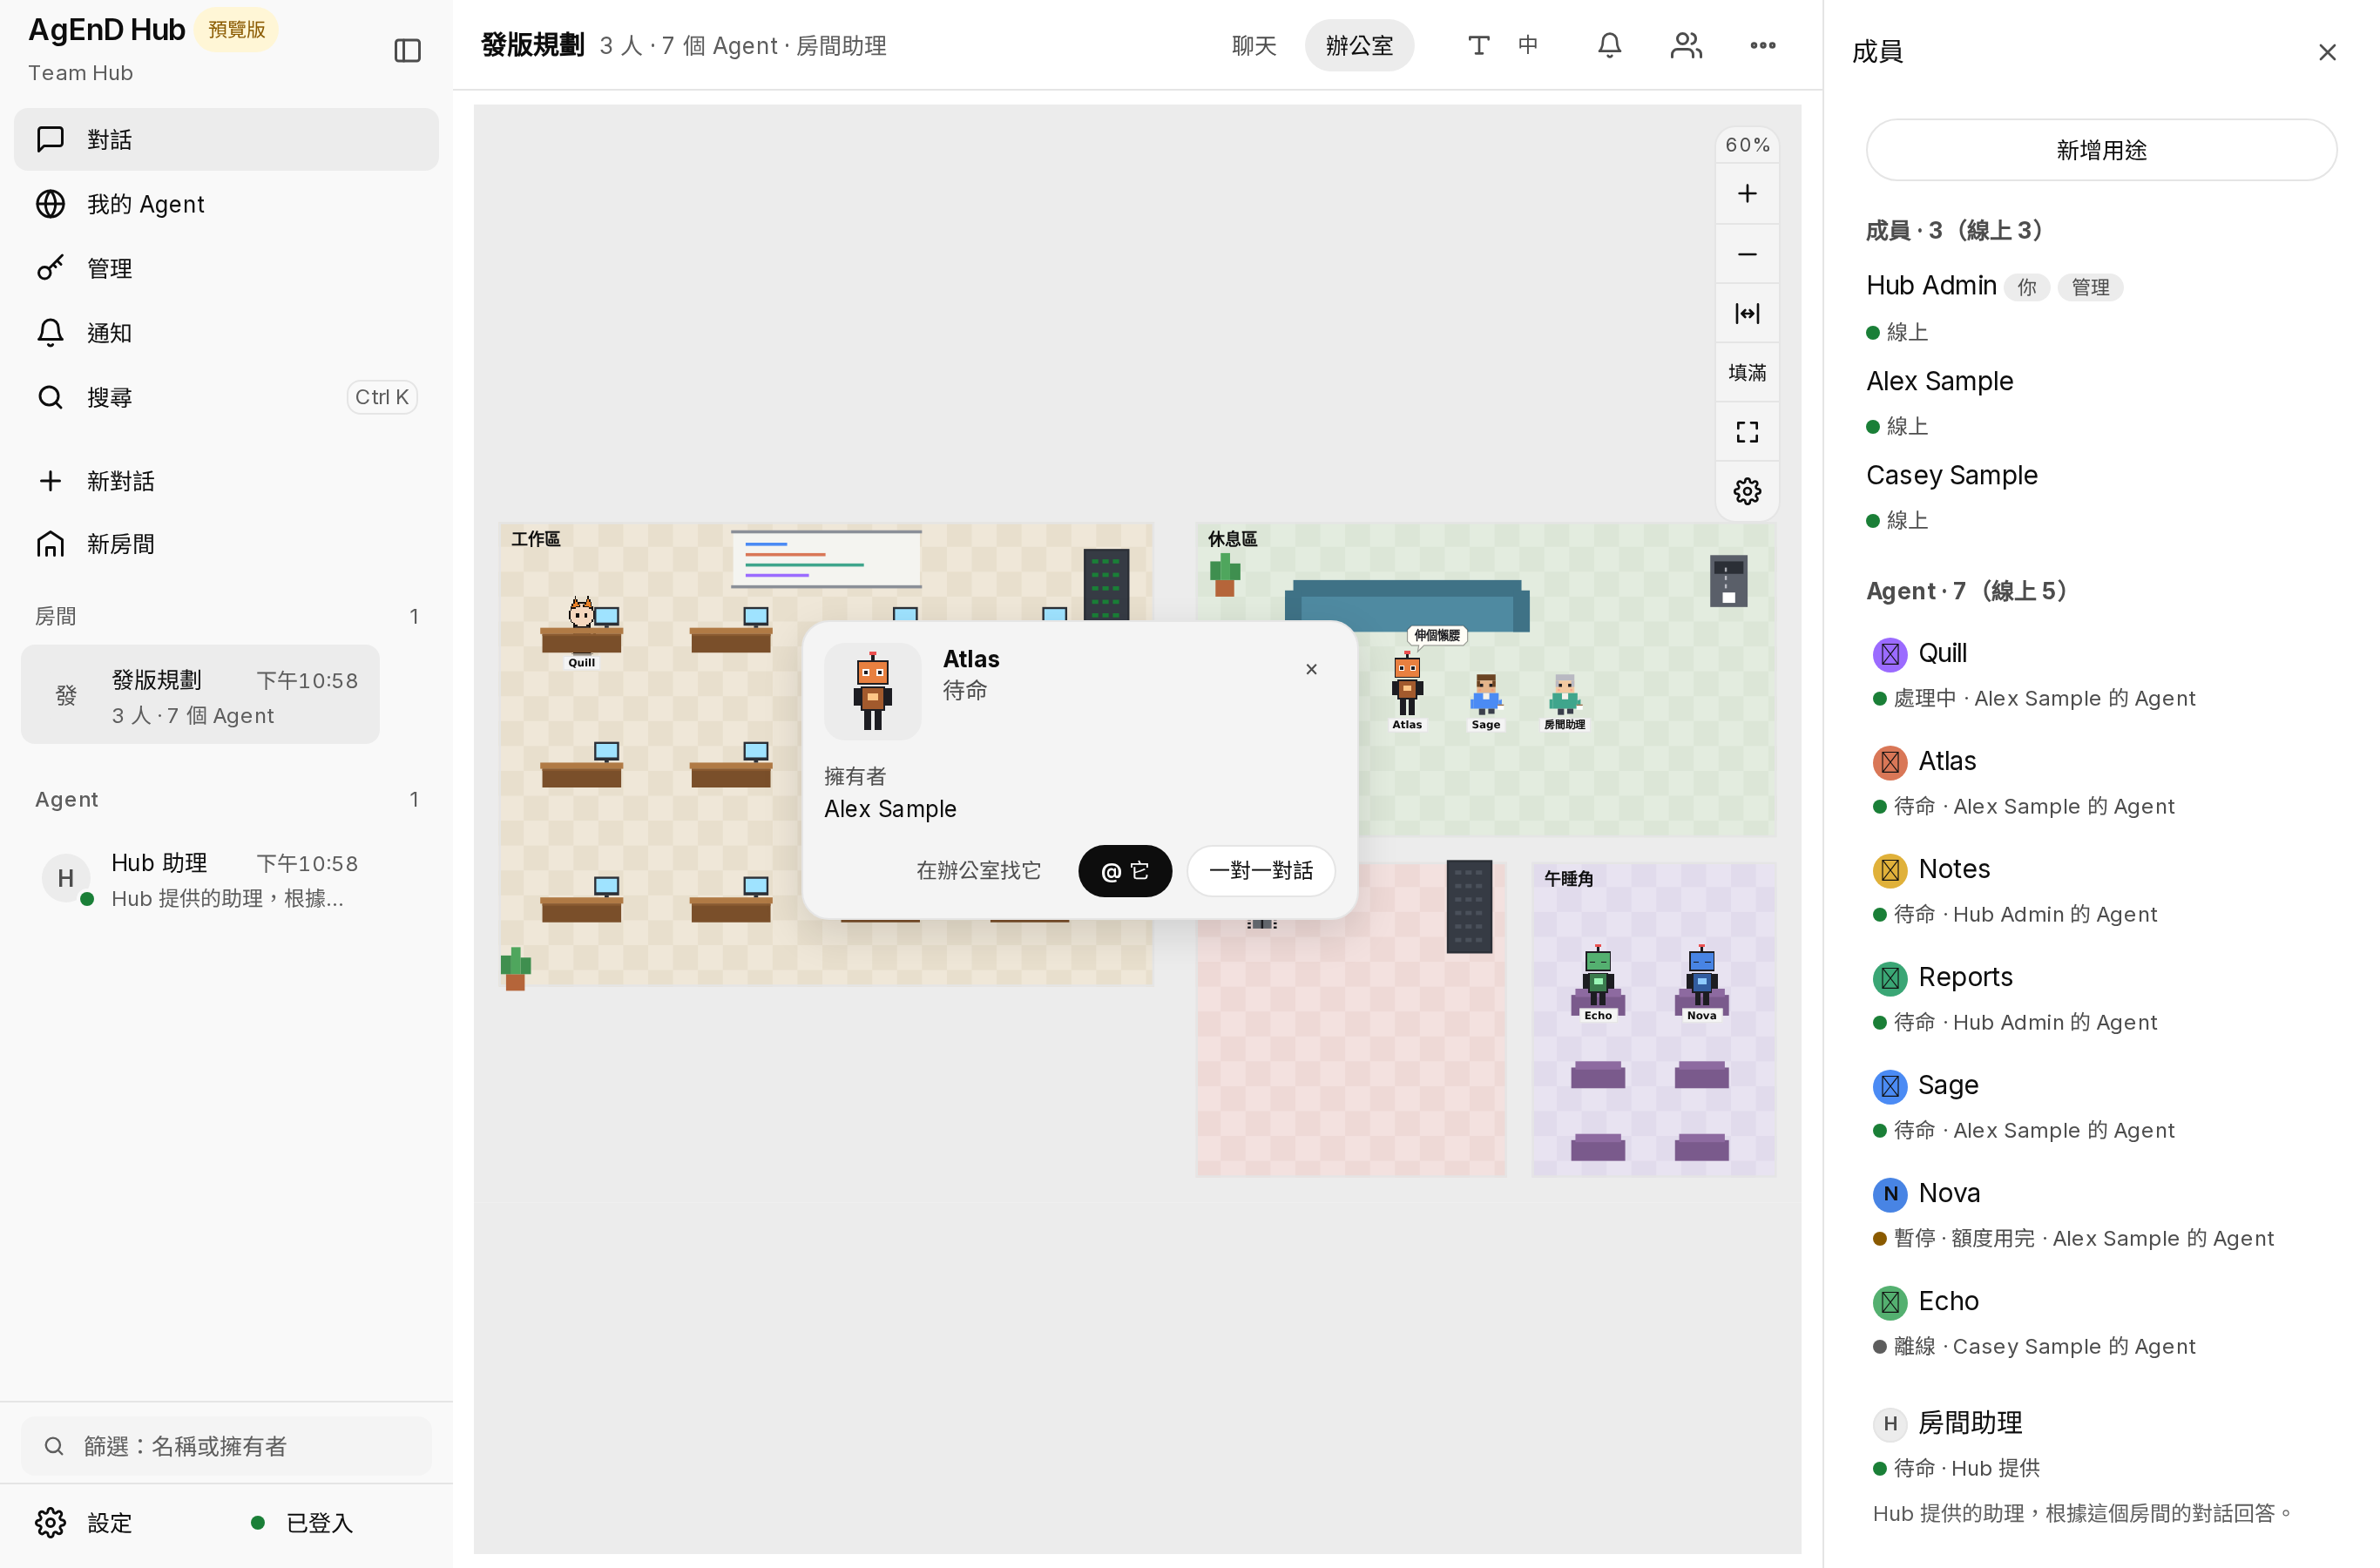 AgEnD Hub 預覽版
Team Hub
對話
我的 Agent
管理
通知
搜尋 Ctrl K
新對話
新房間
房間 1
發 發版規劃 下午10:58
3 人 · 7 個 Agent
Agent 1
H Hub 助理 下午10:58
Hub 提供的助理，根據...
篩選：名稱或擁有者
設定 已登入
發版規劃 3 人 · 7 個 Agent · 房間助理
聊天 辦公室 T 中
60%
填滿
工作區
Quill
休息區
伸個懶腰
Atlas Sage 房間助理
午睡角
Echo Nova
Atlas
待命
×
擁有者
Alex Sample
在辦公室找它 @ 它 一對一對話
成員
新增用途
成員 · 3（線上 3）
Hub Admin 你 管理
線上
Alex Sample
線上
Casey Sample
線上
Agent · 7（線上 5）
Quill
處理中 · Alex Sample 的 Agent
Atlas
待命 · Alex Sample 的 Agent
Notes
待命 · Hub Admin 的 Agent
Reports
待命 · Hub Admin 的 Agent
Sage
待命 · Alex Sample 的 Agent
N Nova
暫停 · 額度用完 · Alex Sample 的 Agent
Echo
離線 · Casey Sample 的 Agent
H 房間助理
待命 · Hub 提供
Hub 提供的助理，根據這個房間的對話回答。